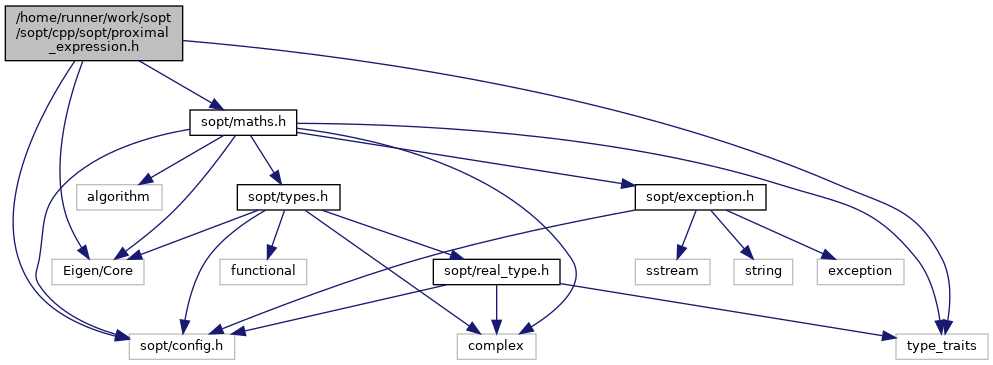 /home/runner/work/sopt
/sopt/cpp/sopt/proximal
_expression.h
sopt/maths.h
algorithm
sopt/types.h
sopt/exception.h
Eigen/Core
functional
sopt/real_type.h
sstream
string
exception
sopt/config.h
complex
type_traits